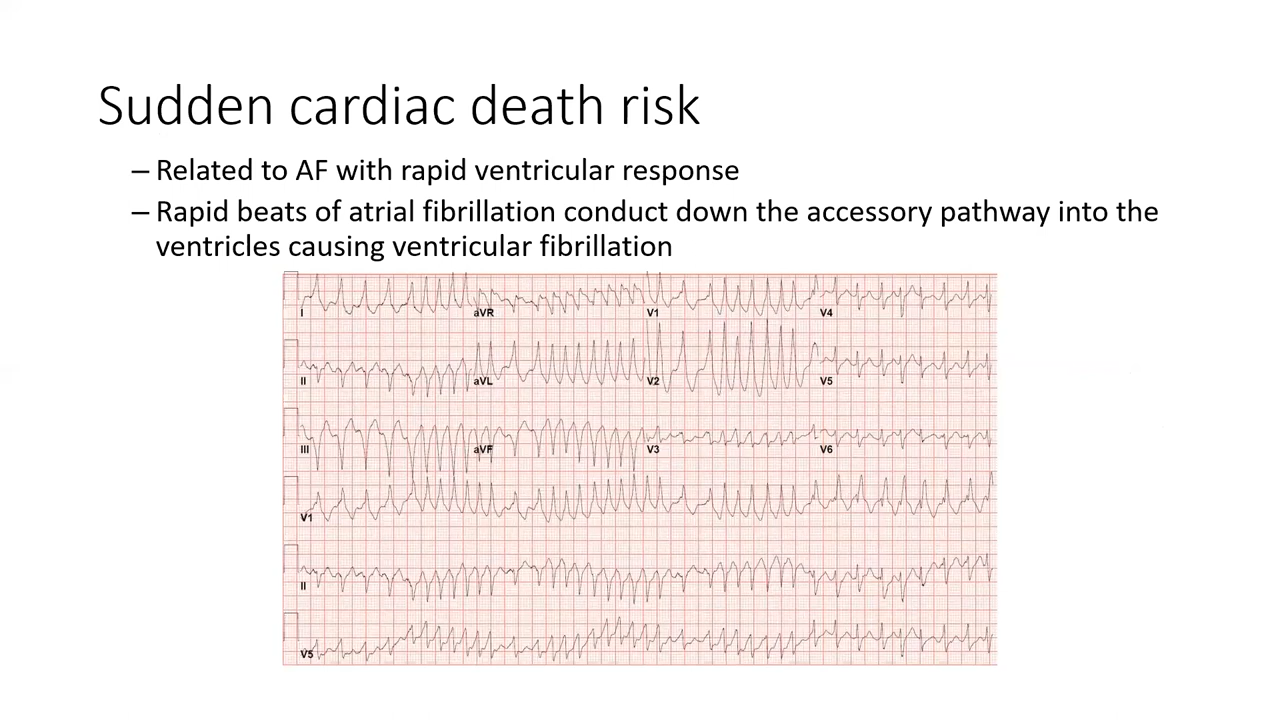 Sudden cardiac death risk
– Related to AF with rapid ventricular response
– Rapid beats of atrial fibrillation conduct down the accessory pathway into the
ventricles causing ventricular fibrillation
I aVR V1 V4
II aVL V2 V5
III aVF V3 V6
V1
II
V5